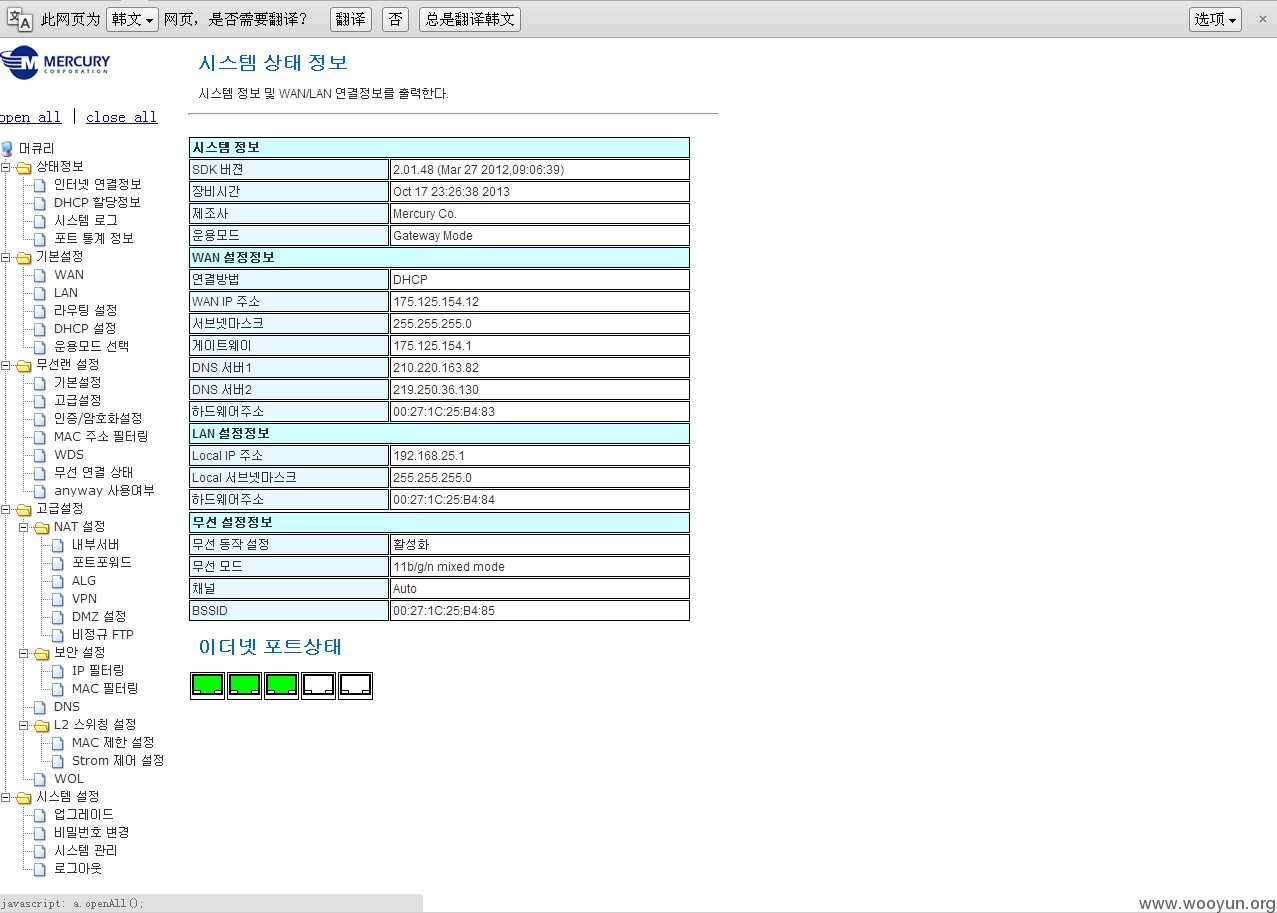 此网页为 韩文 网页，是否需要翻译？ 翻译 否 总是翻译韩文 选项 ×
MERCURY
CORPORATION
open all | close all
머큐리
상태정보
인터넷 연결정보
DHCP 할당정보
시스템 로그
포트 통계 정보
기본설정
WAN
LAN
라우팅 설정
DHCP 설정
운용모드 선택
무선랜 설정
기본설정
고급설정
인증/암호화설정
MAC 주소 필터링
WDS
무선 연결 상태
anyway 사용여부
고급설정
NAT 설정
내부서버
포트포워드
ALG
VPN
DMZ 설정
비정규 FTP
보안 설정
IP 필터링
MAC 필터링
DNS
L2 스위칭 설정
MAC 제한 설정
Strom 제어 설정
WOL
시스템 설정
업그레이드
비밀번호 변경
시스템 관리
로그아웃
시스템 상태 정보
시스템 정보 및 WAN/LAN 연결정보를 출력한다.
시스템 정보
SDK 버젼 2.01.48 (Mar 27 2012,09:06:39)
장비시간 Oct 17 23:26:38 2013
제조사 Mercury Co.
운용모드 Gateway Mode
WAN 설정정보
연결방법 DHCP
WAN IP 주소 175.125.154.12
서브넷마스크 255.255.255.0
게이트웨이 175.125.154.1
DNS 서버1 210.220.163.82
DNS 서버2 219.250.36.130
하드웨어주소 00:27:1C:25:B4:83
LAN 설정정보
Local IP 주소 192.168.25.1
Local 서브넷마스크 255.255.255.0
하드웨어주소 00:27:1C:25:B4:84
무선 설정정보
무선 동작 설정 활성화
무선 모드 11b/g/n mixed mode
채널 Auto
BSSID 00:27:1C:25:B4:85
이더넷 포트상태
javascript: a.openAll();
www.wooyun.org